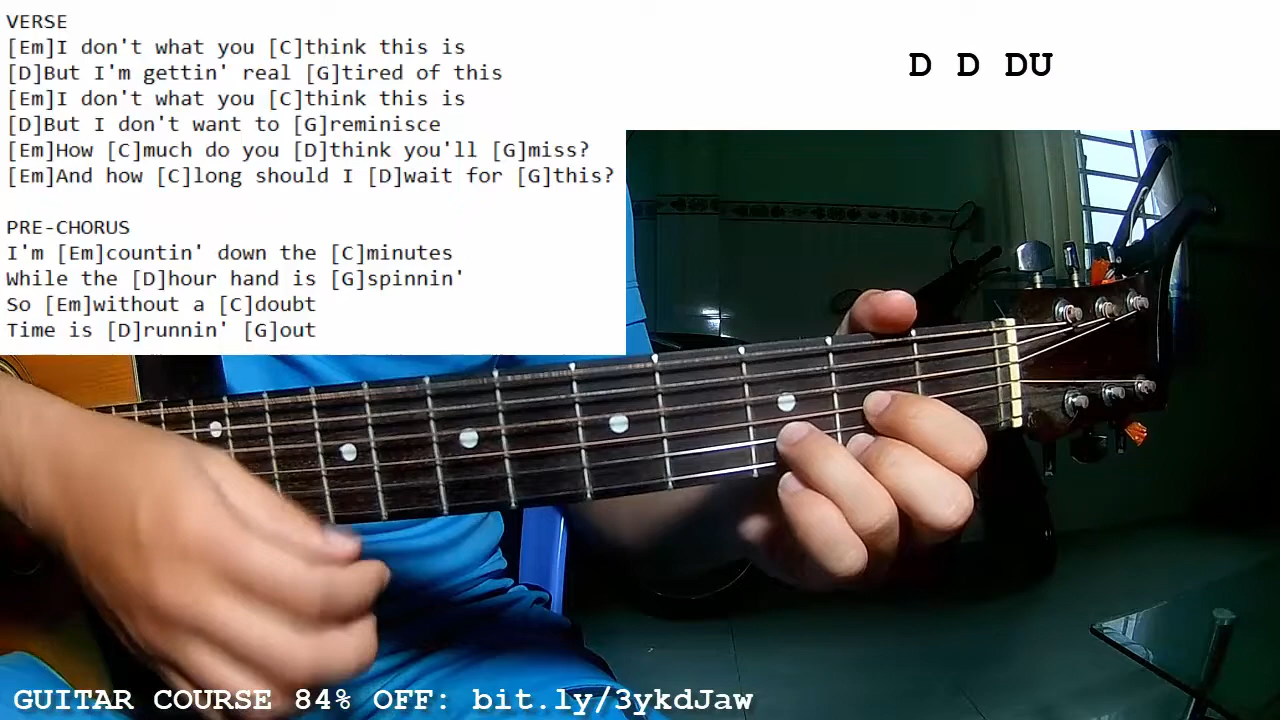 VERSE
[Em]I don't what you [C]think this is
[D]But I'm gettin' real [G]tired of this
[Em]I don't what you [C]think this is
[D]But I don't want to [G]reminisce
[Em]How [C]much do you [D]think you'll [G]miss?
[Em]And how [C]long should I [D]wait for [G]this?
PRE-CHORUS
I'm [Em]countin' down the [C]minutes
While the [D]hour hand is [G]spinnin'
So [Em]without a [C]doubt
Time is [D]runnin' [G]out
D D DU
GUITAR COURSE 84% OFF: bit.ly/3ykdJaw